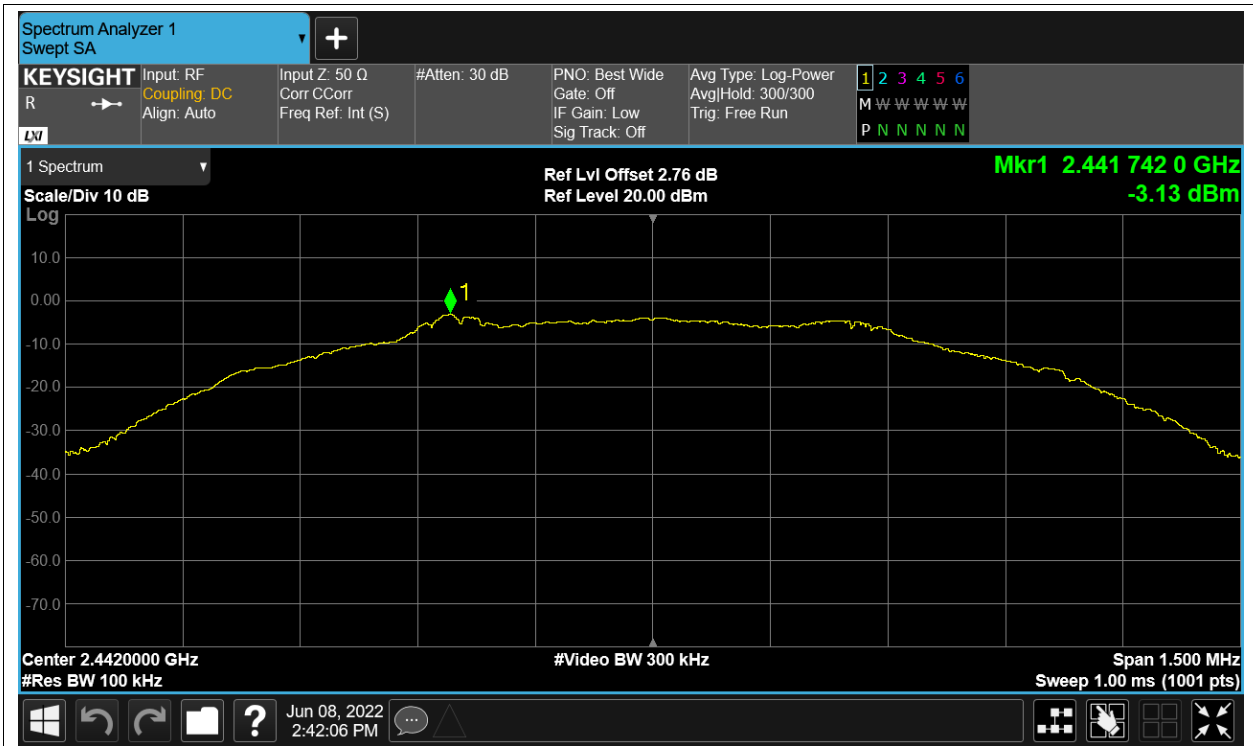 Spectrum Analyzer 1
Swept SA
KEYSIGHT
R
LXI
Input: RF
Coupling: DC
Align: Auto
Input Z: 50 Ω
Corr CCorr
Freq Ref: Int (S)
#Atten: 30 dB
PNO: Best Wide
Gate: Off
IF Gain: Low
Sig Track: Off
Avg Type: Log-Power
Avg|Hold: 300/300
Trig: Free Run
1 2 3 4 5 6
M W W W W W W
P N N N N N N
1 Spectrum
Scale/Div 10 dB
Ref Lvl Offset 2.76 dB
Ref Level 20.00 dBm
Mkr1 2.441 742 0 GHz
-3.13 dBm
Log
10.0
0.00
-10.0
-20.0
-30.0
-40.0
-50.0
-60.0
-70.0
1
Center 2.4420000 GHz
#Res BW 100 kHz
#Video BW 300 kHz
Span 1.500 MHz
Sweep 1.00 ms (1001 pts)
?
Jun 08, 2022
2:42:06 PM